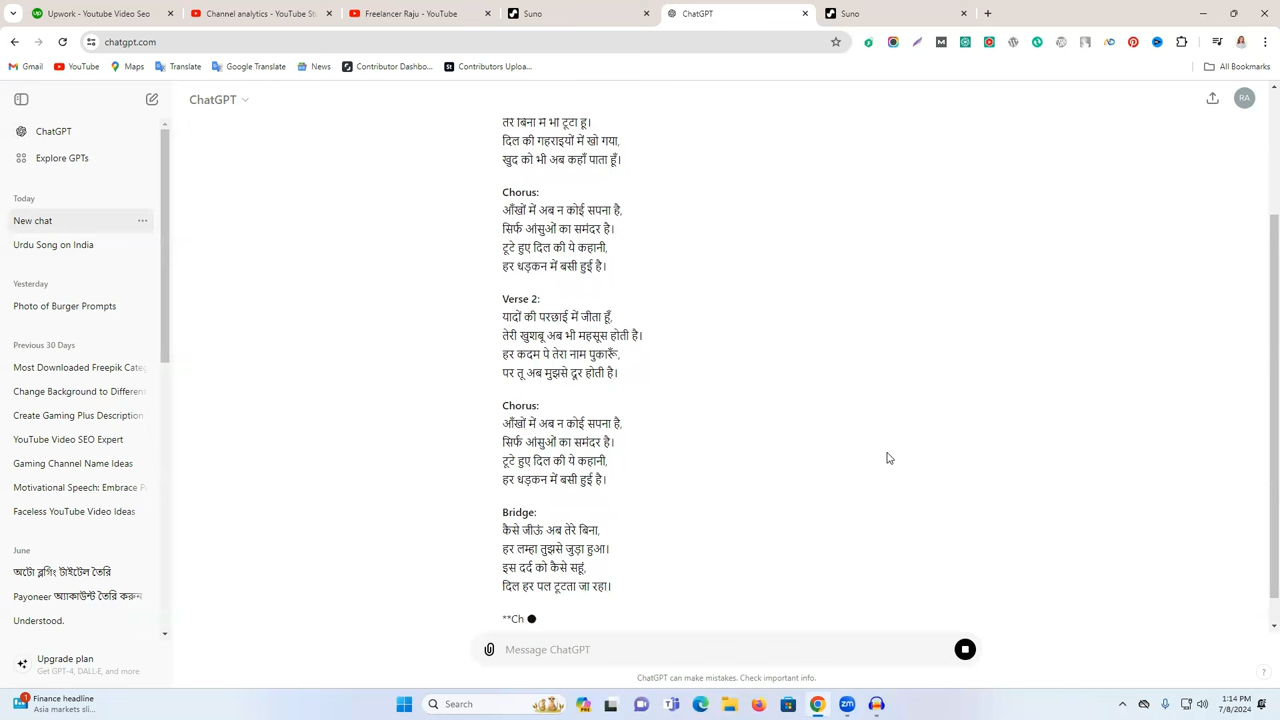 Upwork - Youtube Video S
Channel analytics - YouTube St
Freelancer Raju - YouTube
Suno
ChatGPT
Suno
chatgpt.com
Gmail
YouTube
Maps
Translate
Google Translate
News
Contributor Dashbo...
Contributors Uploa...
All Bookmarks
ChatGPT
RA
ChatGPT
Explore GPTs
Today
New chat
Urdu Song on India
Yesterday
Photo of Burger Prompts
Previous 30 Days
Most Downloaded Freepik Categ
Change Background to Differen
Create Gaming Plus Description
YouTube Video SEO Expert
Gaming Channel Name Ideas
Motivational Speech: Embrace F
Faceless YouTube Video Ideas
June
অটো ব্লগিং টাইটেল তৈরি
Payoneer অ্যাকাউন্ট তৈরি করুন
Understood.
Upgrade plan
Get GPT-4, DALL·E, and more
तेरे बिना मैं भी टूटा हूँ।
दिल की गहराइयों में खो गया,
खुद को भी अब कहाँ पाता हूँ।
Chorus:
आँखों में अब न कोई सपना है,
सिर्फ आंसुओं का समंदर है।
टूटे हुए दिल की ये कहानी,
हर धड़कन में बसी हुई है।
Verse 2:
यादों की परछाई में जीता हूँ,
तेरी खुशबू अब भी महसूस होती है।
हर कदम पे तेरा नाम पुकारूँ,
पर तू अब मुझसे दूर होती है।
Chorus:
आँखों में अब न कोई सपना है,
सिर्फ आंसुओं का समंदर है।
टूटे हुए दिल की ये कहानी,
हर धड़कन में बसी हुई है।
Bridge:
कैसे जीऊं अब तेरे बिना,
हर लम्हा तुझसे जुड़ा हुआ।
इस दर्द को कैसे सहूं,
दिल हर पल टूटता जा रहा।
**Ch
Message ChatGPT
ChatGPT can make mistakes. Check important info.
?
Finance headline
Asia markets sli...
Search
1:14 PM
7/8/2024